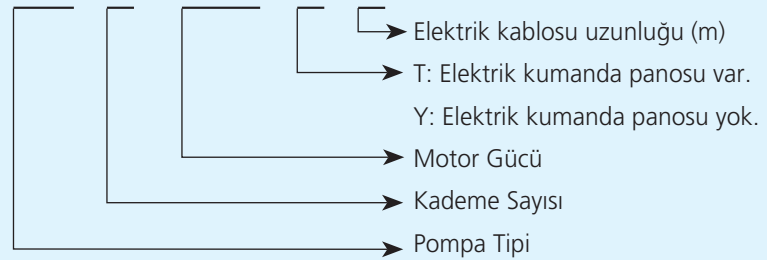 Elektrik kablosu uzunluğu (m)
T: Elektrik kumanda panosu var.
Y: Elektrik kumanda panosu yok.
Motor Gücü
Kademe Sayısı
Pompa Tipi